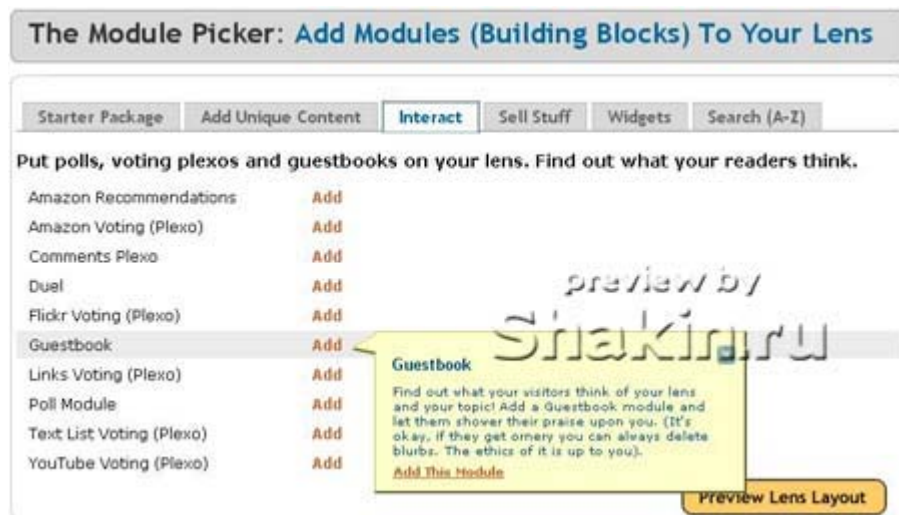 The Module Picker: Add Modules (Building Blocks) To Your Lens
Starter Package Add Unique Content Interact Sell Stuff Widgets Search (A-Z)
Put polls, voting plexos and guestbooks on your lens. Find out what your readers think.
Amazon Recommendations Add
Amazon Voting (Plexo) Add
Comments Plexo Add
Duel Add
Flickr Voting (Plexo) Add
Guestbook Add
Links Voting (Plexo) Add
Poll Module Add
Text List Voting (Plexo) Add
YouTube Voting (Plexo) Add
preview by
Shakin.ru
Guestbook
Find out what your visitors think of your lens
and your topic! Add a Guestbook module and
let them shover their praise upon you. (It's
okay, if they get ornery you can always delete
blurbs. The ethics of it is up to you).
Add This Module
Preview Lens Layout